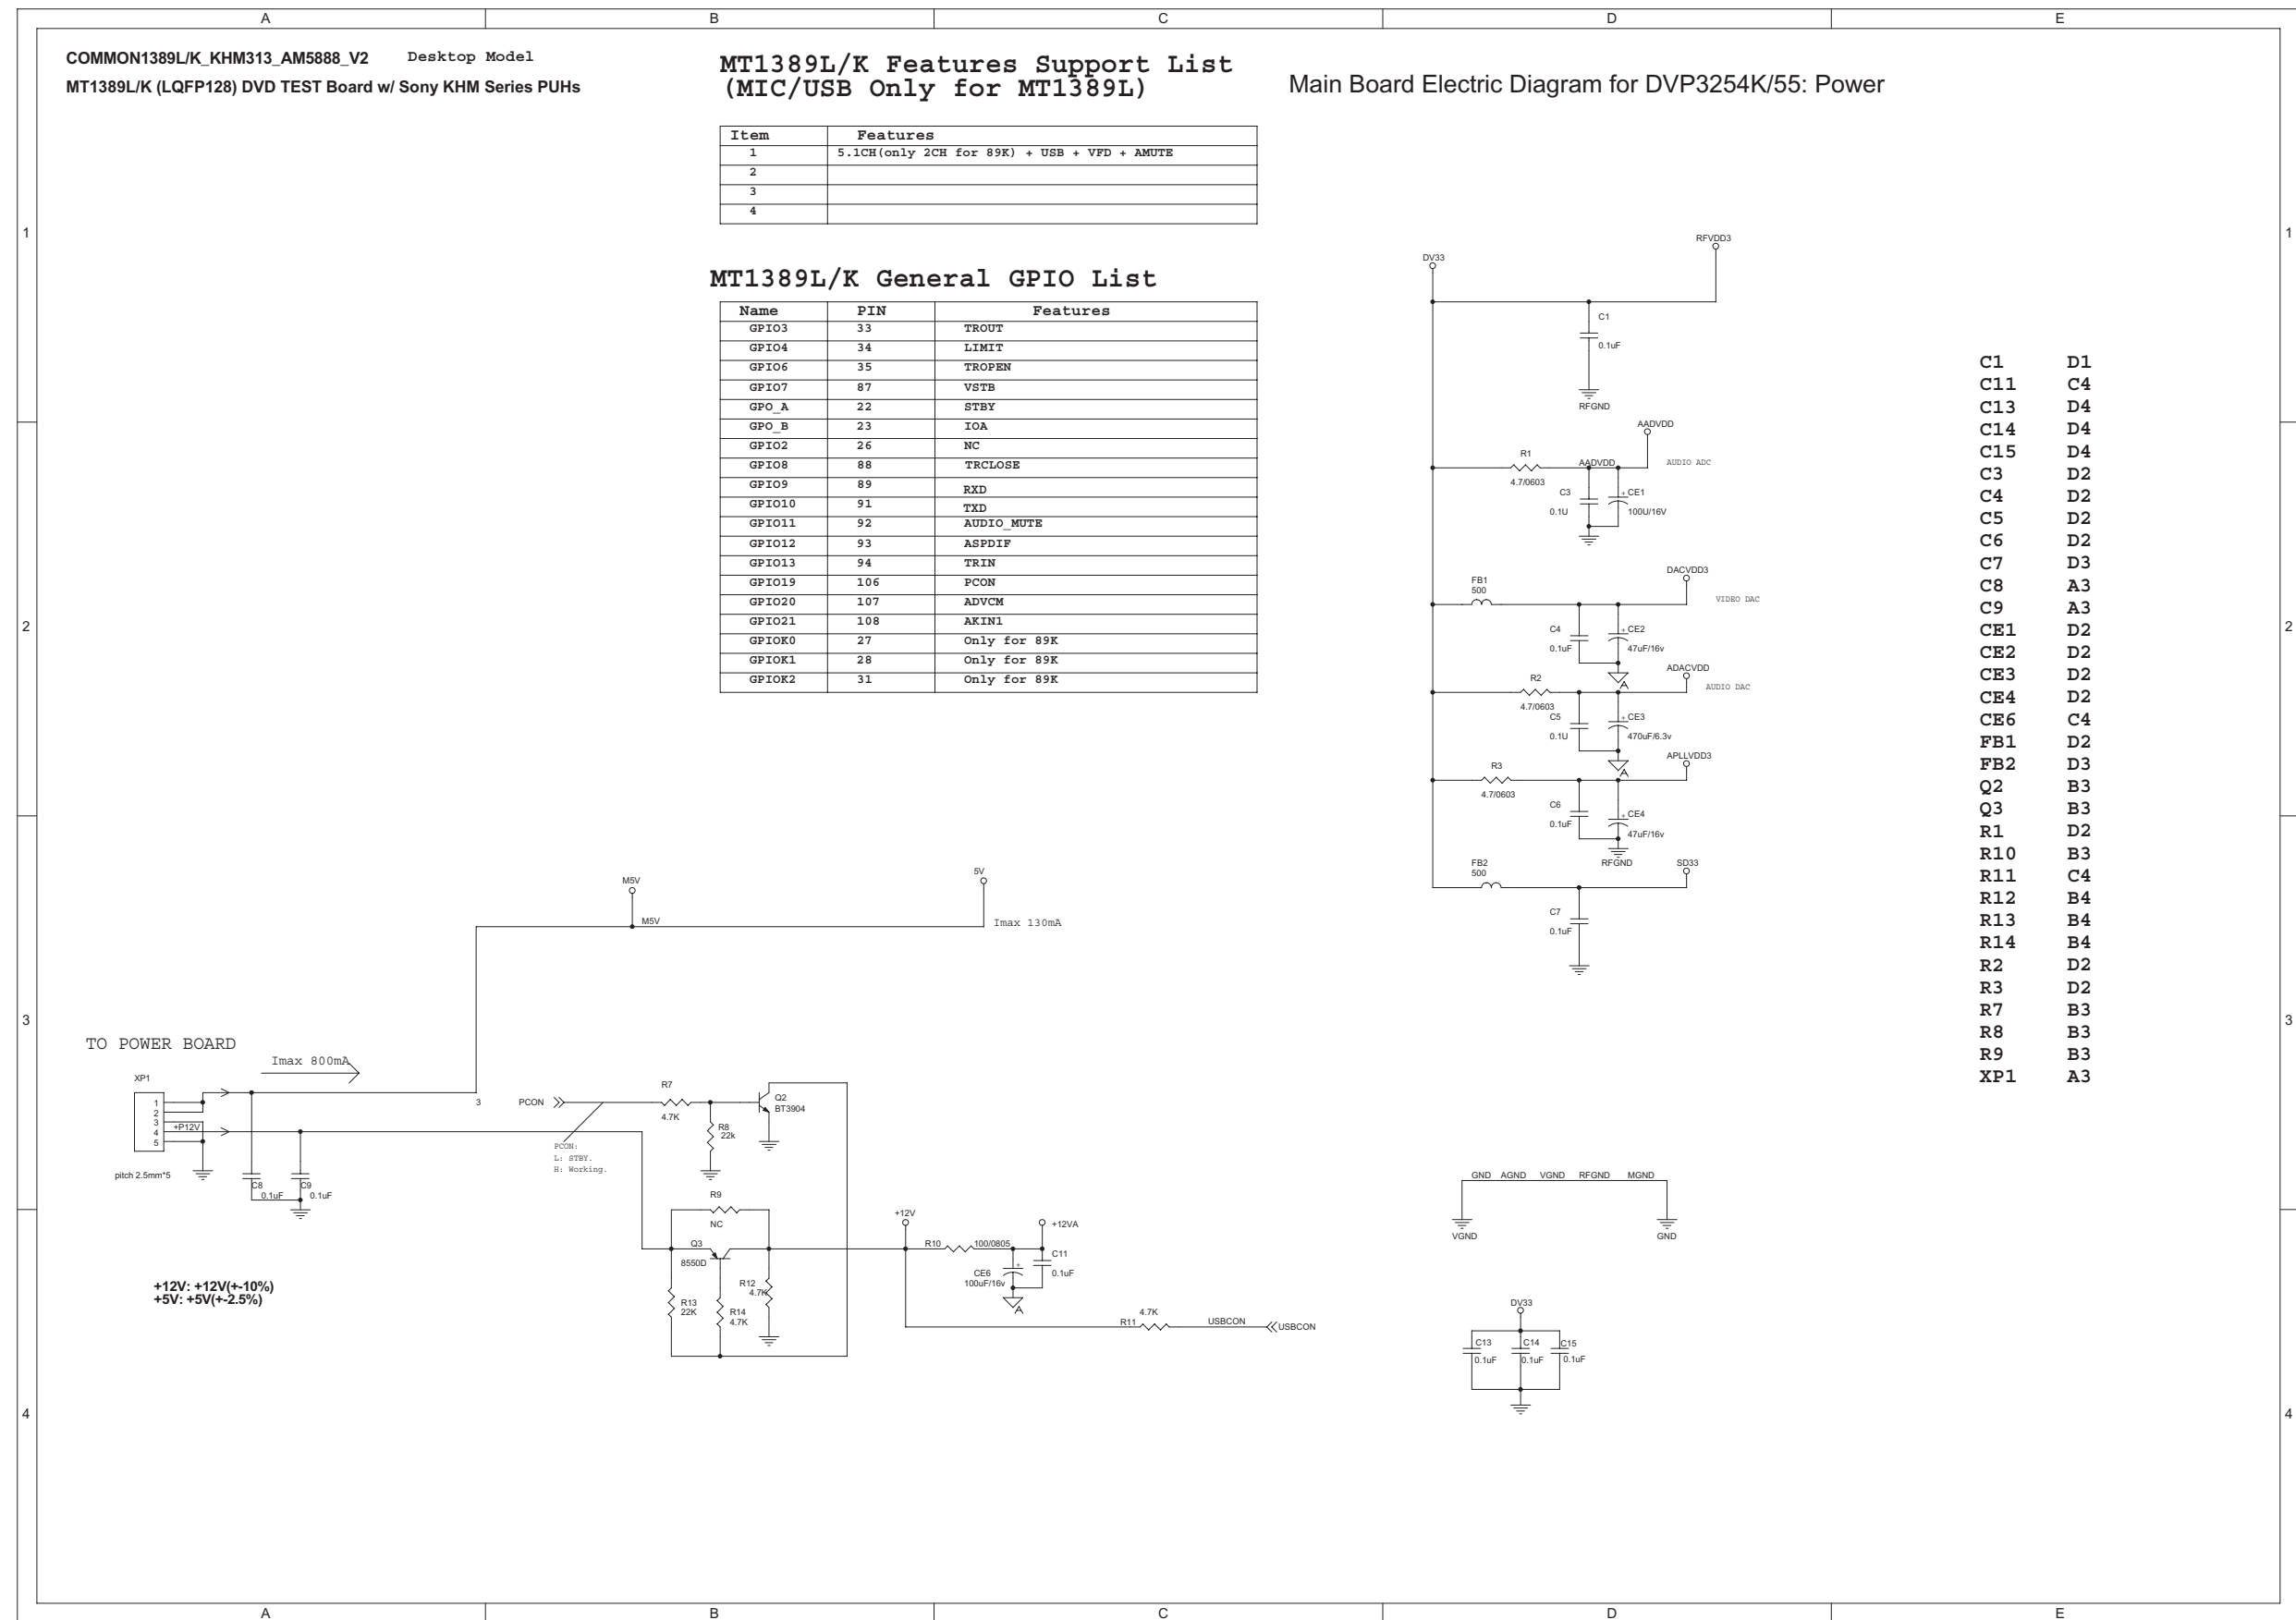 A B C D E
COMMON1389L/K_KHM313_AM5888_V2 Desktop Model
MT1389L/K (LQFP128) DVD TEST Board w/ Sony KHM Series PUHs
MT1389L/K Features Support List
(MIC/USB Only for MT1389L)
Main Board Electric Diagram for DVP3254K/55: Power
Item Features
1 5.1CH(only 2CH for 89K) + USB + VFD + AMUTE
2
3
4
MT1389L/K General GPIO List
Name PIN Features
GPIO3 33 TROUT
GPIO4 34 LIMIT
GPIO6 35 TROPEN
GPIO7 87 VSTB
GPO_A 22 STBY
GPO_B 23 IOA
GPIO2 26 NC
GPIO8 88 TRCLOSE
GPIO9 89 RXD
GPIO10 91 TXD
GPIO11 92 AUDIO_MUTE
GPIO12 93 ASPDIF
GPIO13 94 TRIN
GPIO19 106 PCON
GPIO20 107 ADVCM
GPIO21 108 AKIN1
GPIOK0 27 Only for 89K
GPIOK1 28 Only for 89K
GPIOK2 31 Only for 89K
1 1
2 2
3 3
4 4
RFVDD3
DV33
C1
0.1uF
RFGND
AADVDD
R1
AADVDD
AUDIO ADC
4.7/0603
C3
+ CE1
0.1U
100U/16V
DACVDD3
FB1
500
VIDEO DAC
C4
+ CE2
0.1uF
47uF/16v
A
ADACVDD
R2
AUDIO DAC
4.7/0603
C5
+ CE3
0.1U
470uF/6.3v
A
APLLVDD3
R3
4.7/0603
C6
+ CE4
0.1uF
47uF/16v
RFGND
FB2
500
SD33
C7
0.1uF
C1 D1
C11 C4
C13 D4
C14 D4
C15 D4
C3 D2
C4 D2
C5 D2
C6 D2
C7 D3
C8 A3
C9 A3
CE1 D2
CE2 D2
CE3 D2
CE4 D2
CE6 C4
FB1 D2
FB2 D3
Q2 B3
Q3 B3
R1 D2
R10 B3
R11 C4
R12 B4
R13 B4
R14 B4
R2 D2
R3 D2
R7 B3
R8 B3
R9 B3
XP1 A3
M5V
M5V
5V
Imax 130mA
TO POWER BOARD
Imax 800mA
XP1
1
2
3
4
5
+P12V
pitch 2.5mm*5
C8
0.1uF
C9
0.1uF
3
PCON
R7
4.7K
PCON:
L: STBY.
H: Working.
R8
22k
Q2
BT3904
R9
NC
Q3
8550D
R12
4.7K
R13
22K
R14
4.7K
+12V
R10 100/0805
+12VA
C11
0.1uF
CE6
100uF/16v
+
A
4.7K
R11
USBCON
USBCON
+12V: +12V(+-10%)
+5V: +5V(+-2.5%)
GND AGND VGND RFGND MGND
VGND
GND
DV33
C13
0.1uF
C14
0.1uF
C15
0.1uF
A B C D E